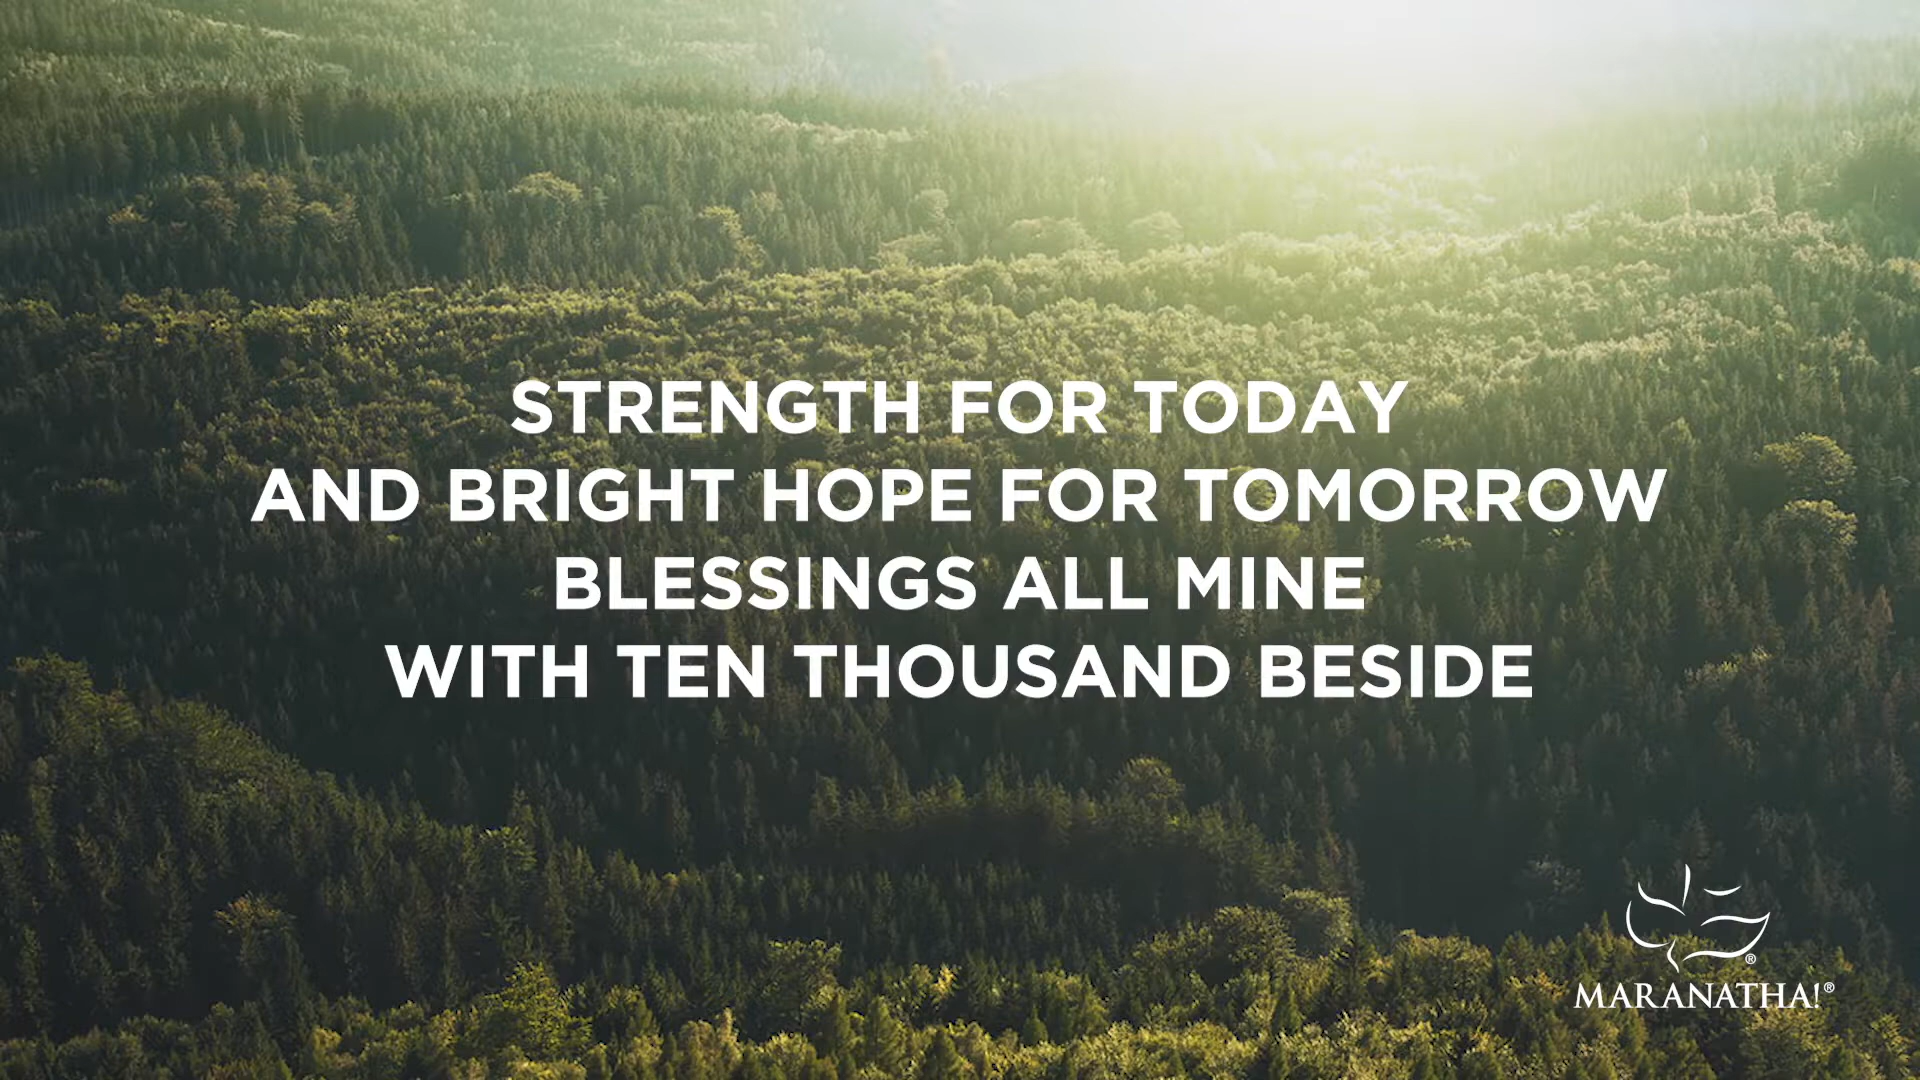 STRENGTH FOR TODAY
AND BRIGHT HOPE FOR TOMORROW
BLESSINGS ALL MINE
WITH TEN THOUSAND BESIDE
®
MARANATHA!®